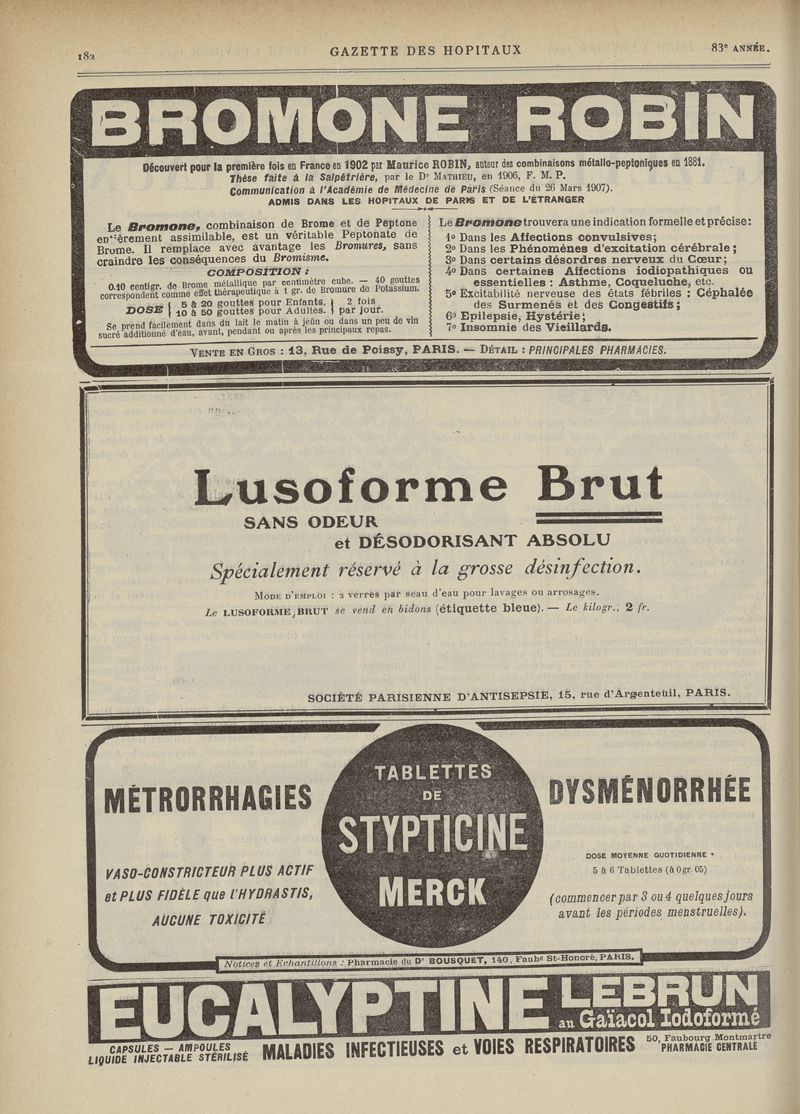 182
GAZETTE DES HOPITAUX
83e ANNÉE.
BROMONE ROBIN
Découvert pour la première fois en France en 1902 par Maurice ROBIN, auteur des combinaisons métallo-peptoniques en 1881.
Thèse faite à la Salpêtrière, par le Dr MATHIEU, en 1906, F. M. P.
Communication à l'Académie de Médecine de Paris (Séance du 26 Mars 1907).
ADMIS DANS LES HOPITAUX DE PARIS ET DE L'ÉTRANGER
Le Bromone, combinaison de Brome et de Peptone
entièrement assimilable, est un véritable Peptonate de
Brome. Il remplace avec avantage les Bromures, sans
craindre les conséquences du Bromisme.
COMPOSITION :
0.10 centigr. de Brome métallique par centimètre cube. — 40 gouttes
correspondent comme effet thérapeutique à 1 gr. de Bromure de Potassium.
DOSE { 5 à 20 gouttes pour Enfants. } 2 fois
10 à 50 gouttes pour Adultes. } par jour.
Se prend facilement dans du lait le matin à jeûn ou dans un peu de vin
sucré additionné d'eau, avant, pendant ou après les principaux repas.
Le Bromone trouvera une indication formelle et précise:
1o Dans les Affections convulsives;
2o Dans les Phénomènes d'excitation cérébrale;
3o Dans certains désordres nerveux du Cœur;
4o Dans certaines Affections idiopathiques ou
essentielles : Asthme, Coqueluche, etc.
5o Excitabilité nerveuse des états fébriles : Céphalée
des Surmenés et des Congestifs;
6o Epilepsie, Hystérie;
7o Insomnie des Vieillards.
VENTE EN GROS : 13, Rue de Poissy, PARIS. — DÉTAIL : PRINCIPALES PHARMACIES.
Lusoforme Brut
SANS ODEUR
et DÉSODORISANT ABSOLU
Spécialement réservé à la grosse désinfection.
MODE D'EMPLOI : 2 verres par seau d'eau pour lavages ou arrosages.
Le LUSOFORME BRUT se vend en bidons (étiquette bleue). — Le kilogr., 2 fr.
SOCIÉTÉ PARISIENNE D'ANTISEPSIE, 15, rue d'Argenteuil, PARIS.
MÉTRORRHAGIES
VASO-CONSTRICTEUR PLUS ACTIF
et PLUS FIDÈLE que l'HYDRASTIS,
AUCUNE TOXICITÉ
TABLETTES
DE
STYPTICINE
MERCK
DYSMÉNORRHÉE
DOSE MOYENNE QUOTIDIENNE :
5 à 6 Tablettes (à 0gr 05)
(commencer par 3 ou 4 quelques jours
avant les périodes menstruelles).
Notices et Échantillons : Pharmacie du Dr BOUSQUET, 140, Faubg St-Honoré, PARIS.
EUCALYPTINE LEBRUN
au Gaïacol Iodoformé
CAPSULES — AMPOULES
LIQUIDE INJECTABLE STÉRILISÉ
MALADIES INFECTIEUSES et VOIES RESPIRATOIRES
50, Faubourg Montmartre
PHARMACIE CENTRALE